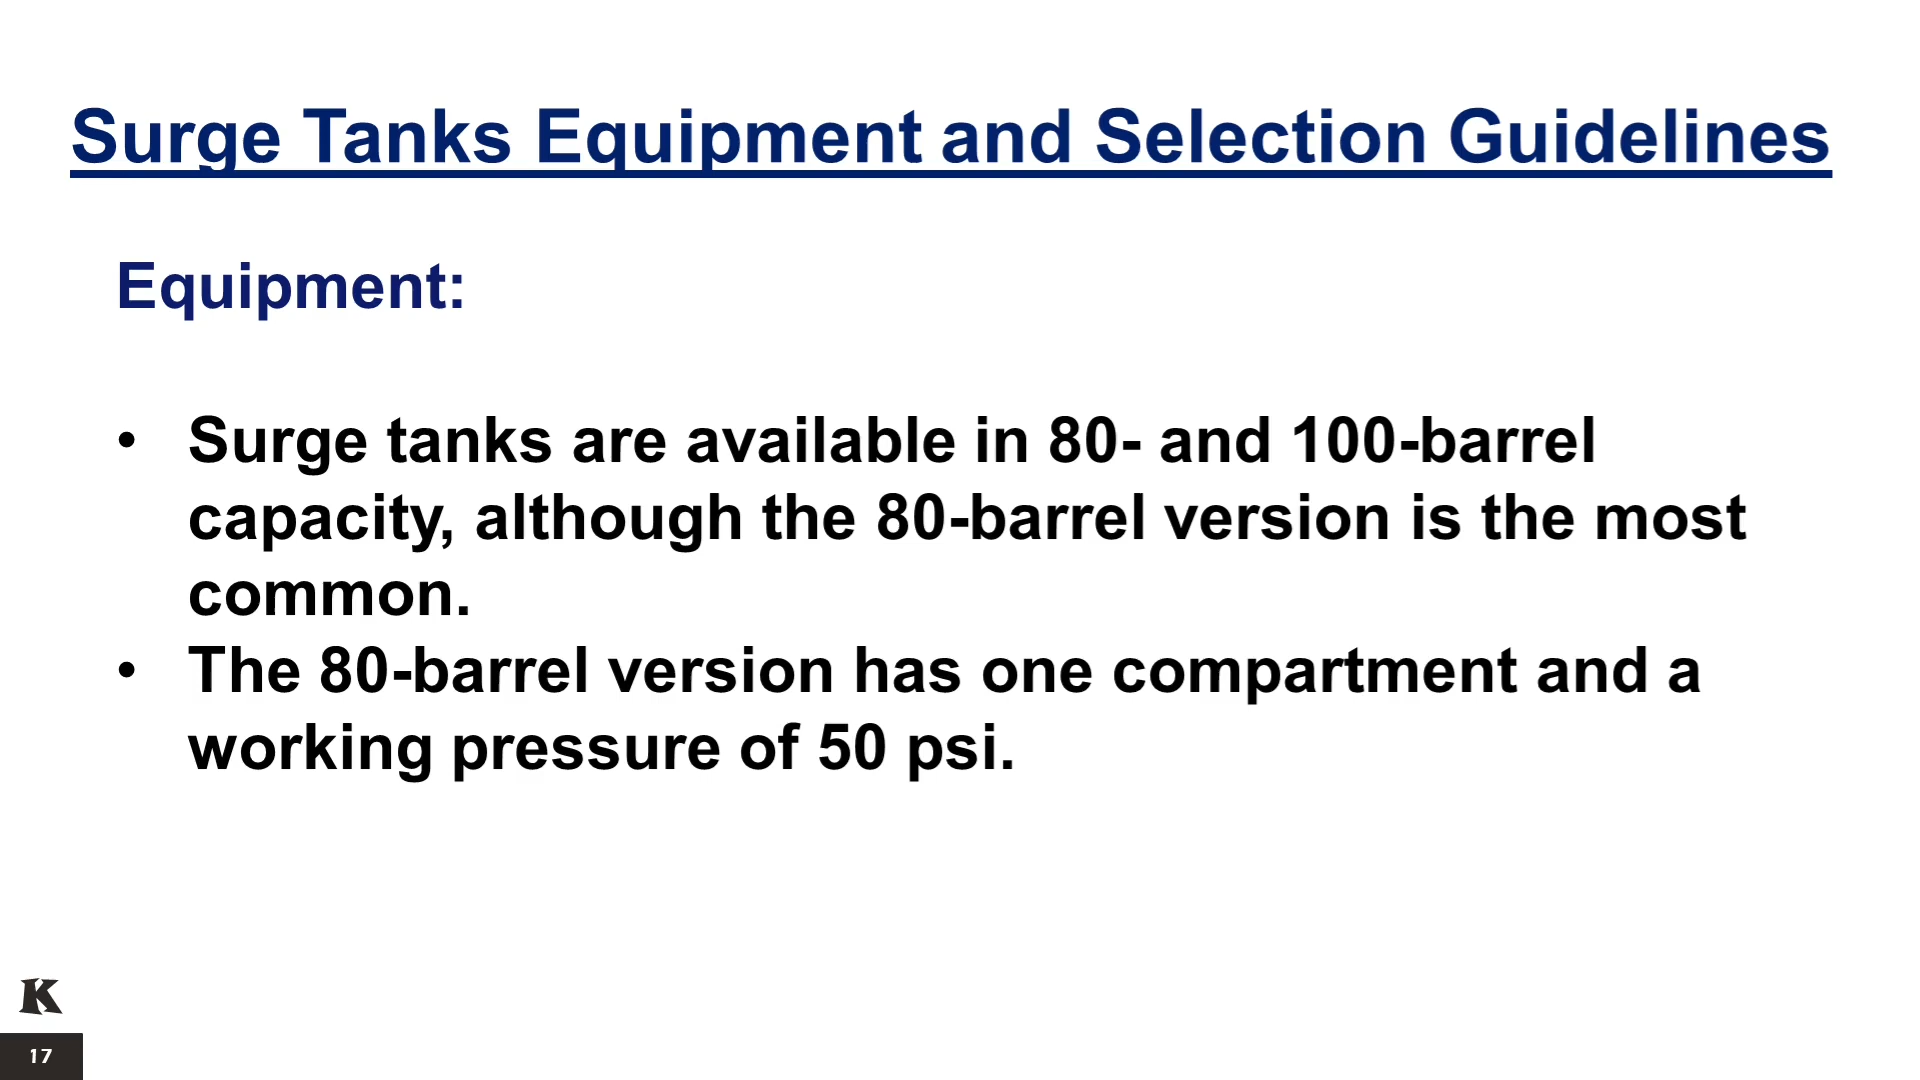 Surge Tanks Equipment and Selection Guidelines
Equipment:
• Surge tanks are available in 80- and 100-barrel
capacity, although the 80-barrel version is the most
common.
• The 80-barrel version has one compartment and a
working pressure of 50 psi.
K
17